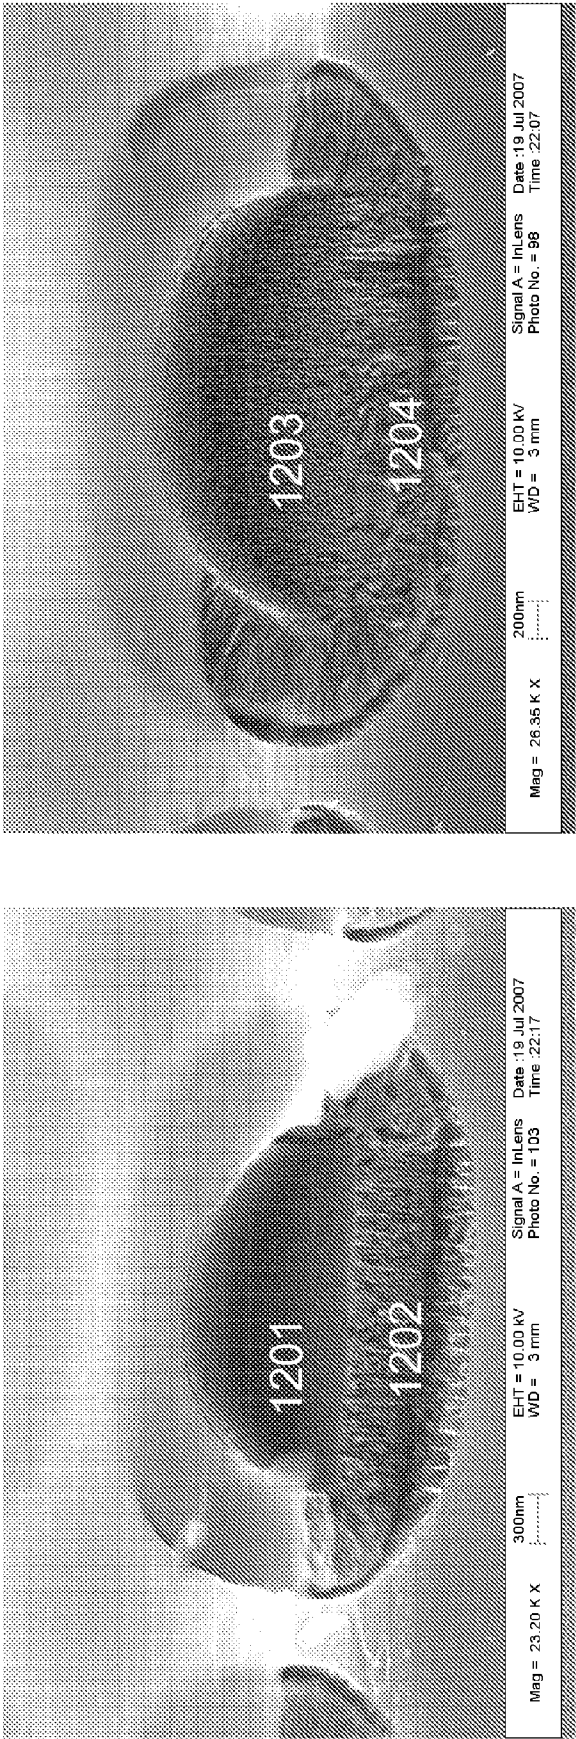 1201
1202
Mag = 23.20 K X
300nm
EHT = 10.00 kV
WD = 3 mm
Signal A = InLens
Photo No. = 103
Date :19 Jul 2007
Time :22:17
1203
1204
Mag = 26.35 K X
200nm
EHT = 10.00 kV
WD = 3 mm
Signal A = InLens
Photo No. = 98
Date :19 Jul 2007
Time :22:07